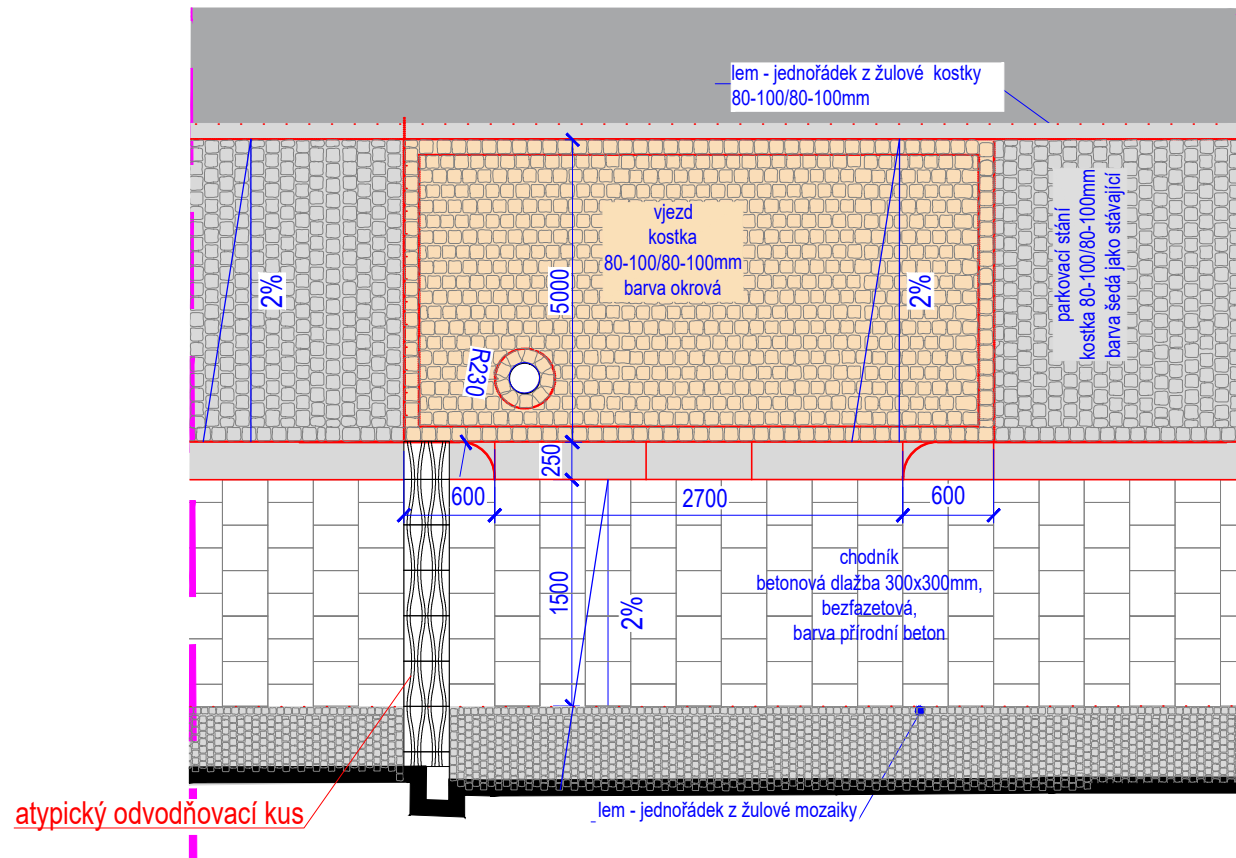 lem - jednořádek z žulové kostky
80-100/80-100mm
vjezd
kostka
80-100/80-100mm
barva okrová
parkovací stání
kostka 80-100/80-100mm
barva šedá jako stávající
2%
5000
2%
R230
250
600
2700
600
1500
2%
chodník
betonová dlažba 300x300mm,
bezfazetová,
barva přírodní beton
atypický odvodňovací kus
lem - jednořádek z žulové mozaiky